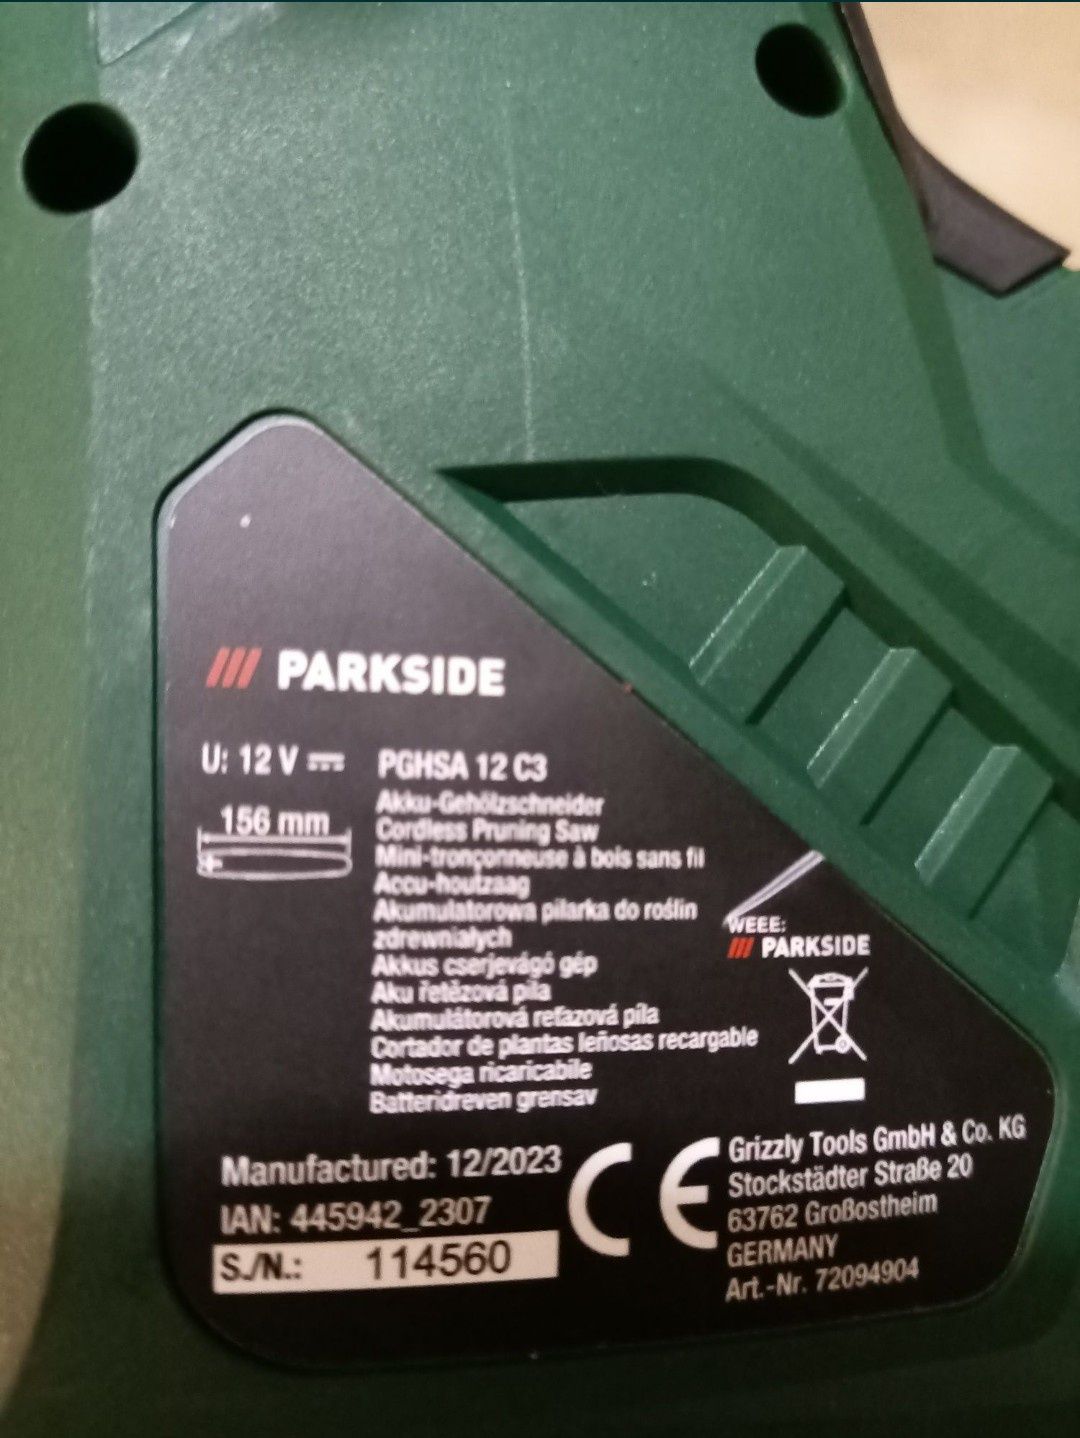 PARKSIDE
U: 12 V
156 mm
PGHSA 12 C3
Akku-Gehölzschneider
Cordless Pruning Saw
Mini-tronçonneuse à bois sans fil
Accu-houtzaag
Akumulatorowa pilarka do roślin
zdrewniałych
Akkus cserjevágó gép
Aku řetězová pila
Akumulátorová reťazová píla
Cortador de plantas leñosas recargable
Motosega ricaricabile
Batteridreven grensav
WEEE:
PARKSIDE
Manufactured: 12/2023
IAN: 445942_2307
S./N.: 114560
CE
Grizzly Tools GmbH & Co. KG
Stockstädter Straße 20
63762 Großostheim
GERMANY
Art.-Nr. 72094904